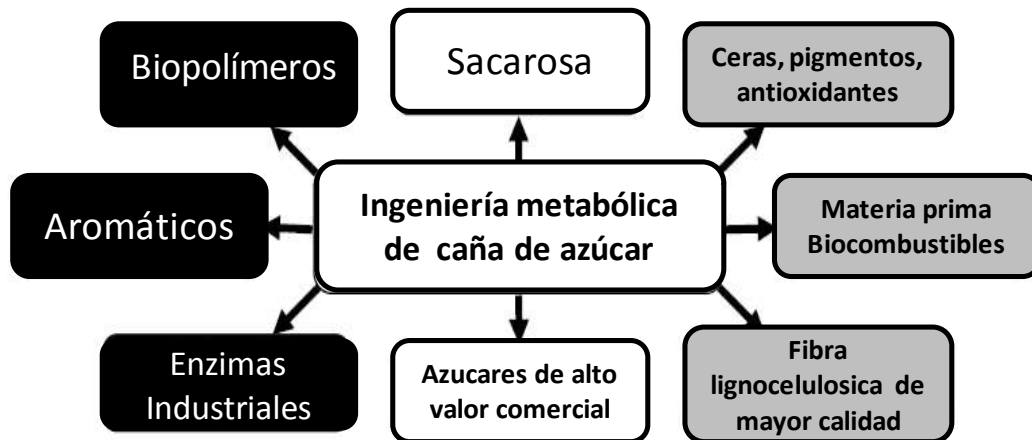 Biopolímeros
Sacarosa
Ceras, pigmentos,
antioxidantes
Aromáticos
Ingeniería metabólica
de caña de azúcar
Materia prima
Biocombustibles
Enzimas
Industriales
Azucares de alto
valor comercial
Fibra
lignocelulosica de
mayor calidad